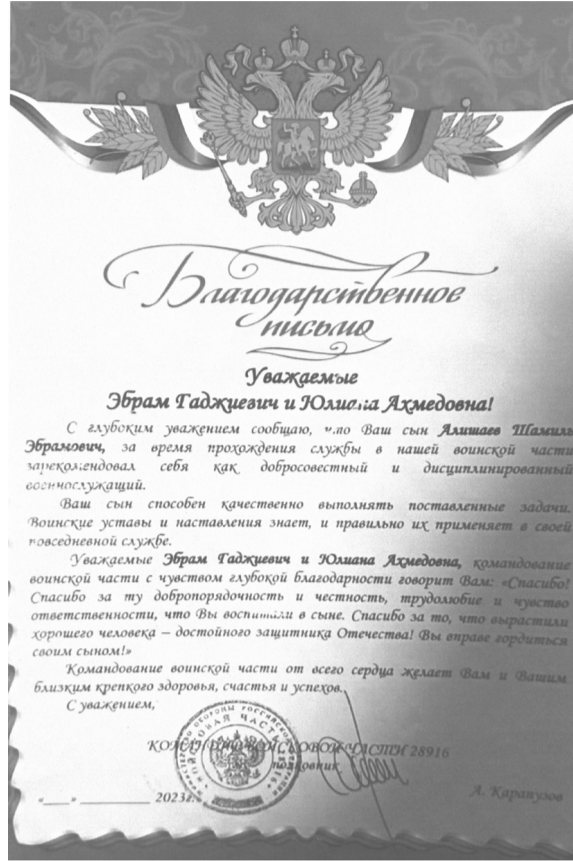 Благодарственное
письмо
Уважаемые
Эбрам Гаджиевич и Юлиана Ахмедовна!
С глубоким уважением сообщаю, что Ваш сын Алишаев Шамиль
Эбрамович, за время прохождения службы в нашей воинской части
зарекомендовал себя как добросовестный и дисциплинированный
военнослужащий.
Ваш сын способен качественно выполнять поставленные задачи.
Воинские уставы и наставления знает, и правильно их применяет в своей
повседневной службе.
Уважаемые Эбрам Гаджиевич и Юлиана Ахмедовна, командование
воинской части с чувством глубокой благодарности говорит Вам: «Спасибо!
Спасибо за ту добропорядочность и честность, трудолюбие и чувство
ответственности, что Вы воспитали в сыне. Спасибо за то, что вырастили
хорошего человека – достойного защитника Отечества! Вы вправе гордиться
своим сыном!»
Командование воинской части от всего сердца желает Вам и Вашим
близким крепкого здоровья, счастья и успехов.
С уважением,
КОМАНДИР ВОЙСКОВОЙ ЧАСТИ 28916
полковник
А. Карапузов
«___» __________ 2023г.